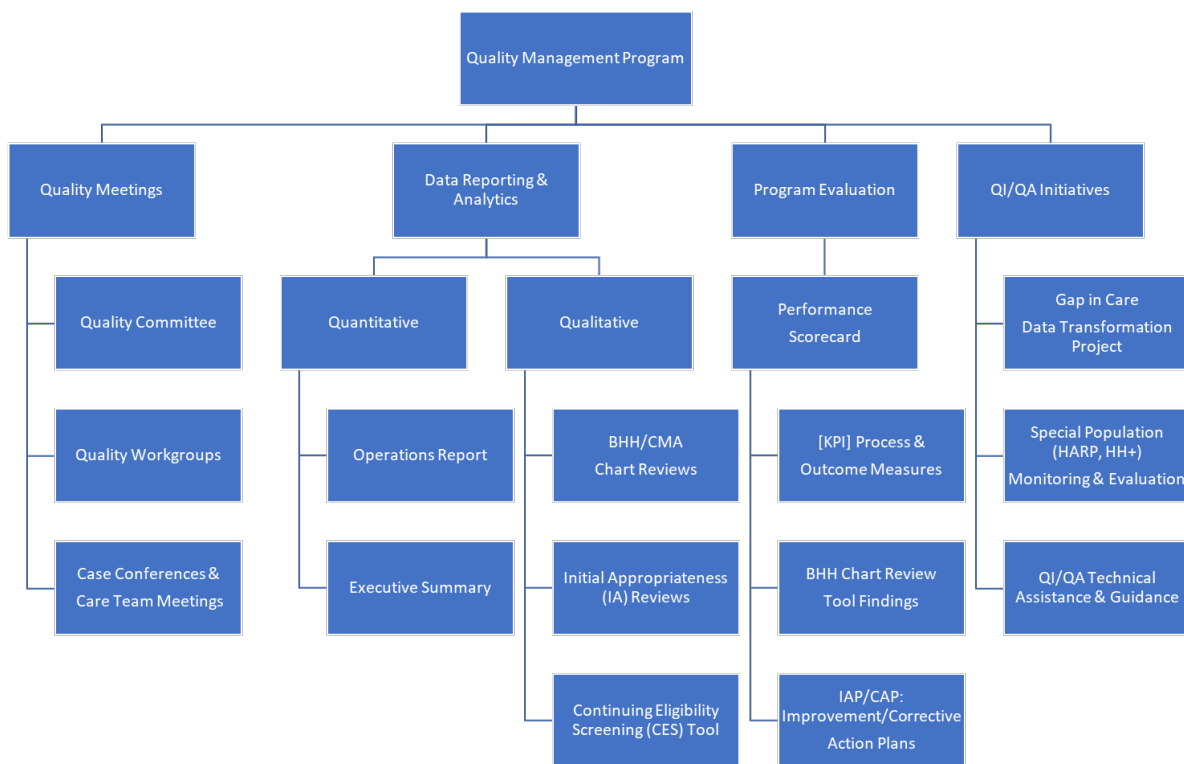 Quality Management Program
Quality Meetings
Data Reporting &
Analytics
Program Evaluation
QI/QA Initiatives
Quality Committee
Quality Workgroups
Case Conferences &
Care Team Meetings
Quantitative
Operations Report
Executive Summary
Qualitative
BHH/CMA
Chart Reviews
Initial Appropriateness
(IA) Reviews
Continuing Eligibility
Screening (CES) Tool
Performance
Scorecard
[KPI] Process &
Outcome Measures
BHH Chart Review
Tool Findings
IAP/CAP:
Improvement/Corrective
Action Plans
Gap in Care
Data Transformation
Project
Special Population
(HARP, HH+)
Monitoring & Evaluation
QI/QA Technical
Assistance & Guidance